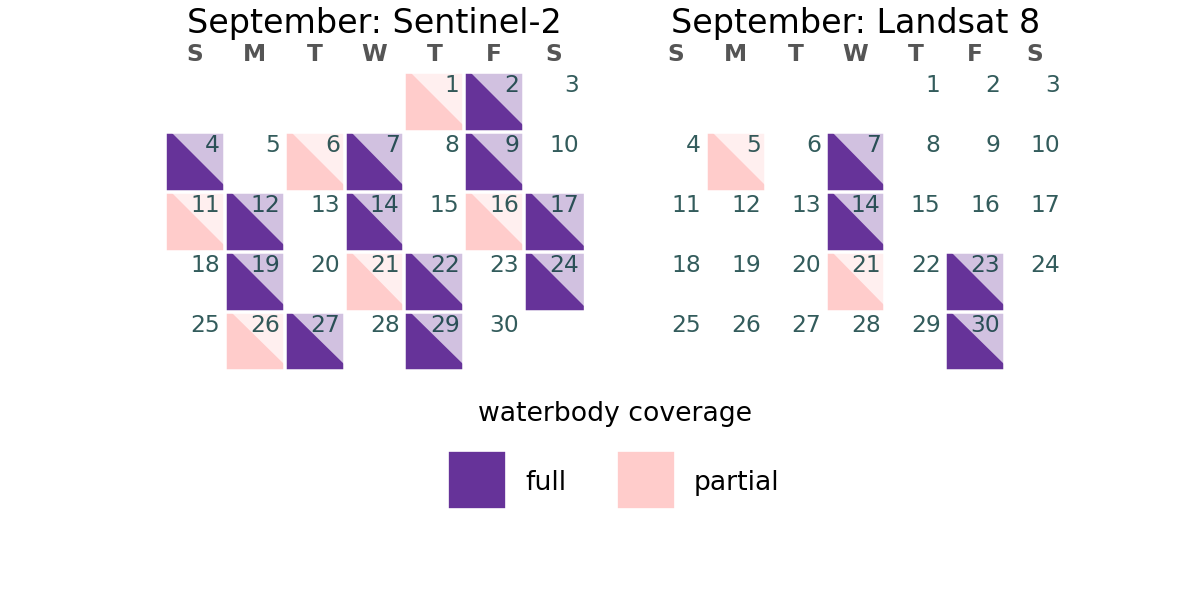 September: Sentinel-2
S M T W T F S
1 2 3
4 5 6 7 8 9 10
11 12 13 14 15 16 17
18 19 20 21 22 23 24
25 26 27 28 29 30
September: Landsat 8
S M T W T F S
1 2 3
4 5 6 7 8 9 10
11 12 13 14 15 16 17
18 19 20 21 22 23 24
25 26 27 28 29 30
waterbody coverage
full partial